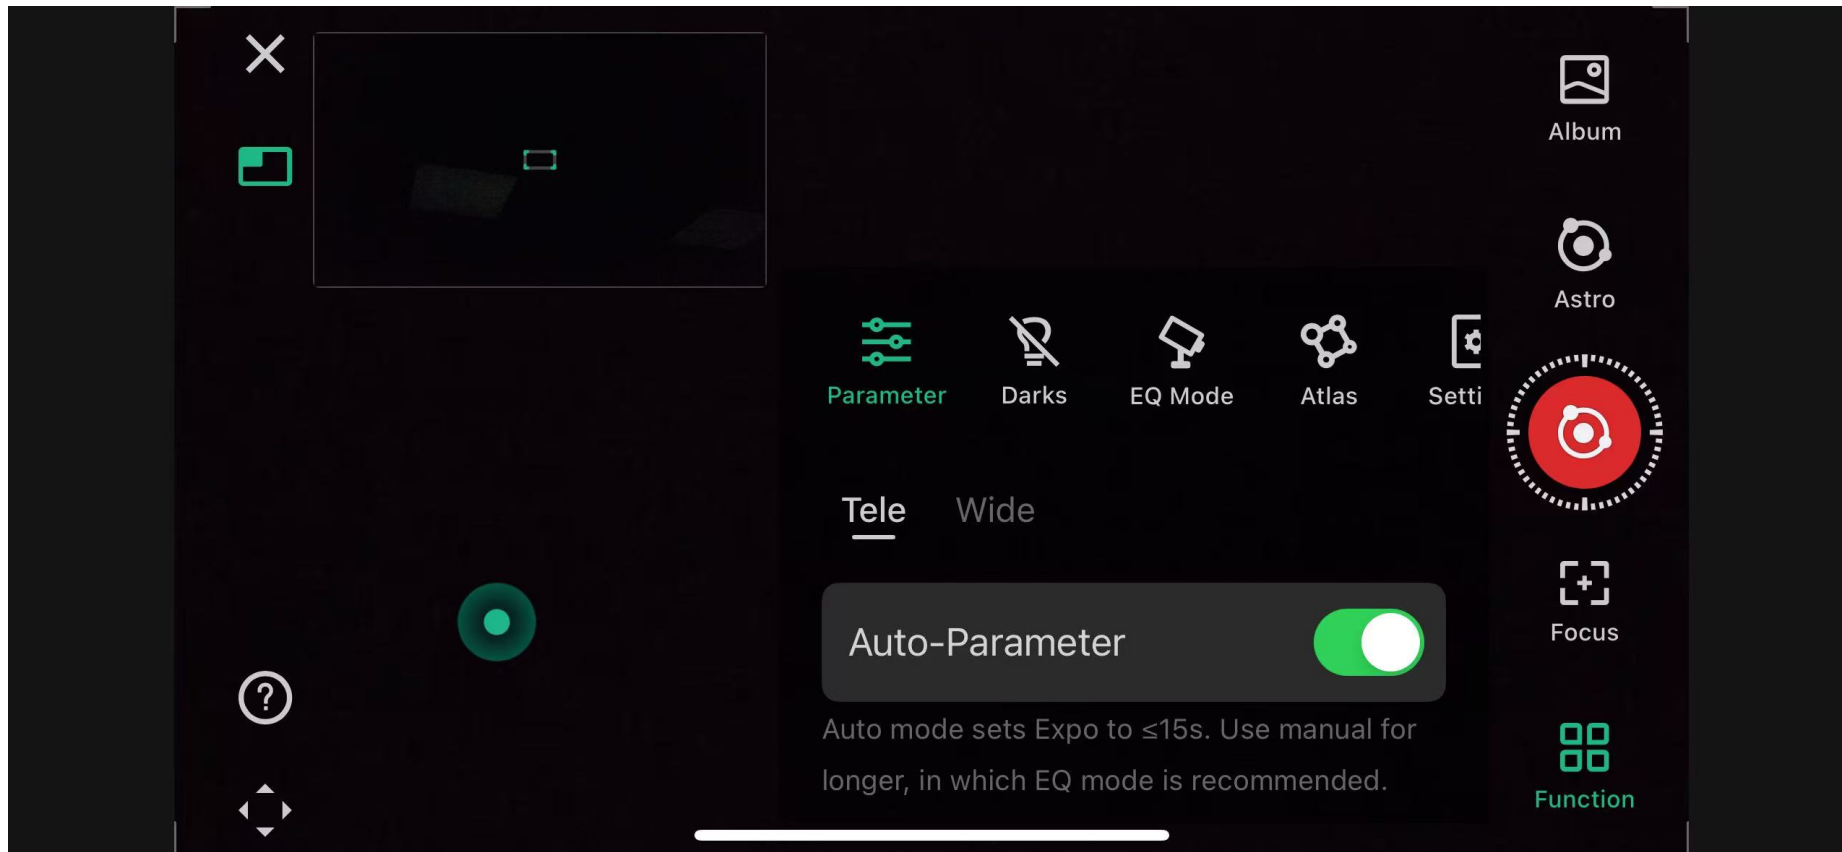 Album
Astro
Parameter
Darks
EQ Mode
Atlas
Setti
Tele
Wide
Auto-Parameter
Auto mode sets Expo to ≤15s. Use manual for
longer, in which EQ mode is recommended.
Focus
Function
?